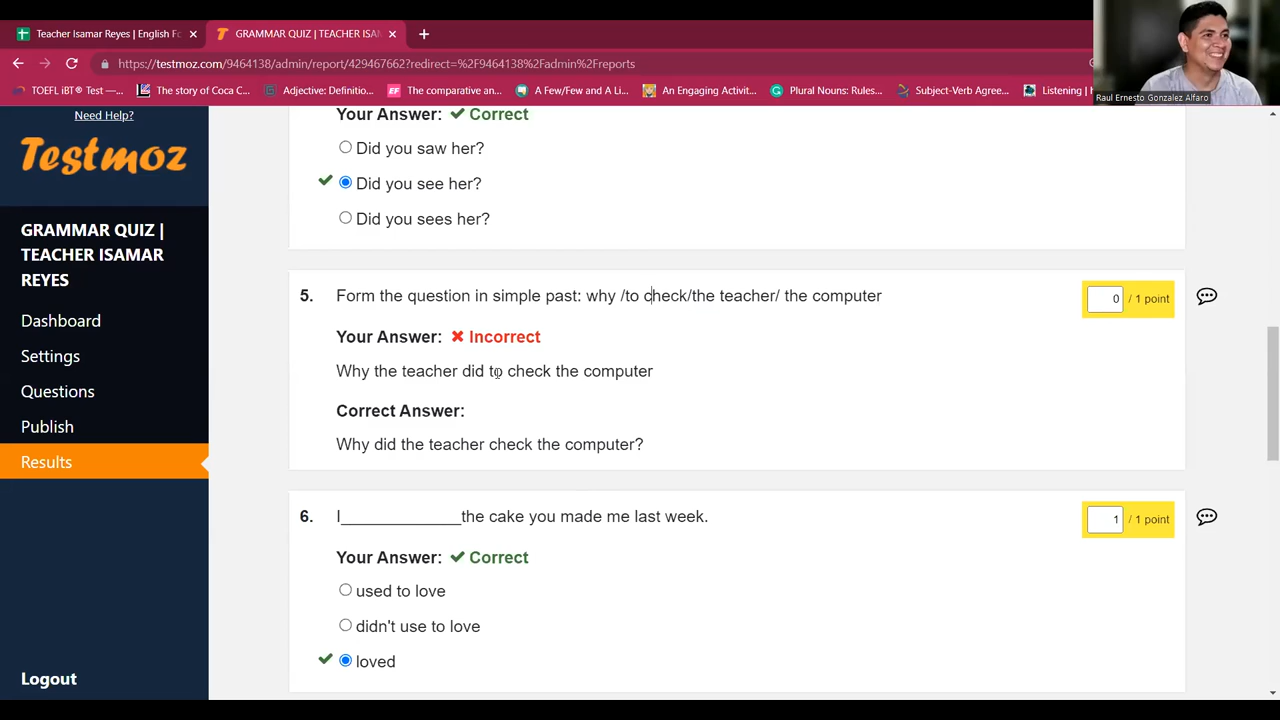 Teacher Isamar Reyes | English Fo
GRAMMAR QUIZ | TEACHER ISAM
https://testmoz.com/9464138/admin/report/429467662?redirect=%2F9464138%2Fadmin%2Freports
TOEFL iBT® Test —...
The story of Coca C...
Adjective: Definitio...
The comparative an...
A Few/Few and A Li...
An Engaging Activit...
Plural Nouns: Rules...
Subject-Verb Agree...
Listening |
Raul Ernesto Gonzalez Alfaro
Need Help?
Testmoz
GRAMMAR QUIZ |
TEACHER ISAMAR
REYES
Dashboard
Settings
Questions
Publish
Results
Logout
Your Answer: ✔ Correct
Did you saw her?
✔ Did you see her?
Did you sees her?
5. Form the question in simple past: why /to check/the teacher/ the computer
0 / 1 point
Your Answer: ✖ Incorrect
Why the teacher did to check the computer
Correct Answer:
Why did the teacher check the computer?
6. I______________the cake you made me last week.
1 / 1 point
Your Answer: ✔ Correct
used to love
didn't use to love
✔ loved